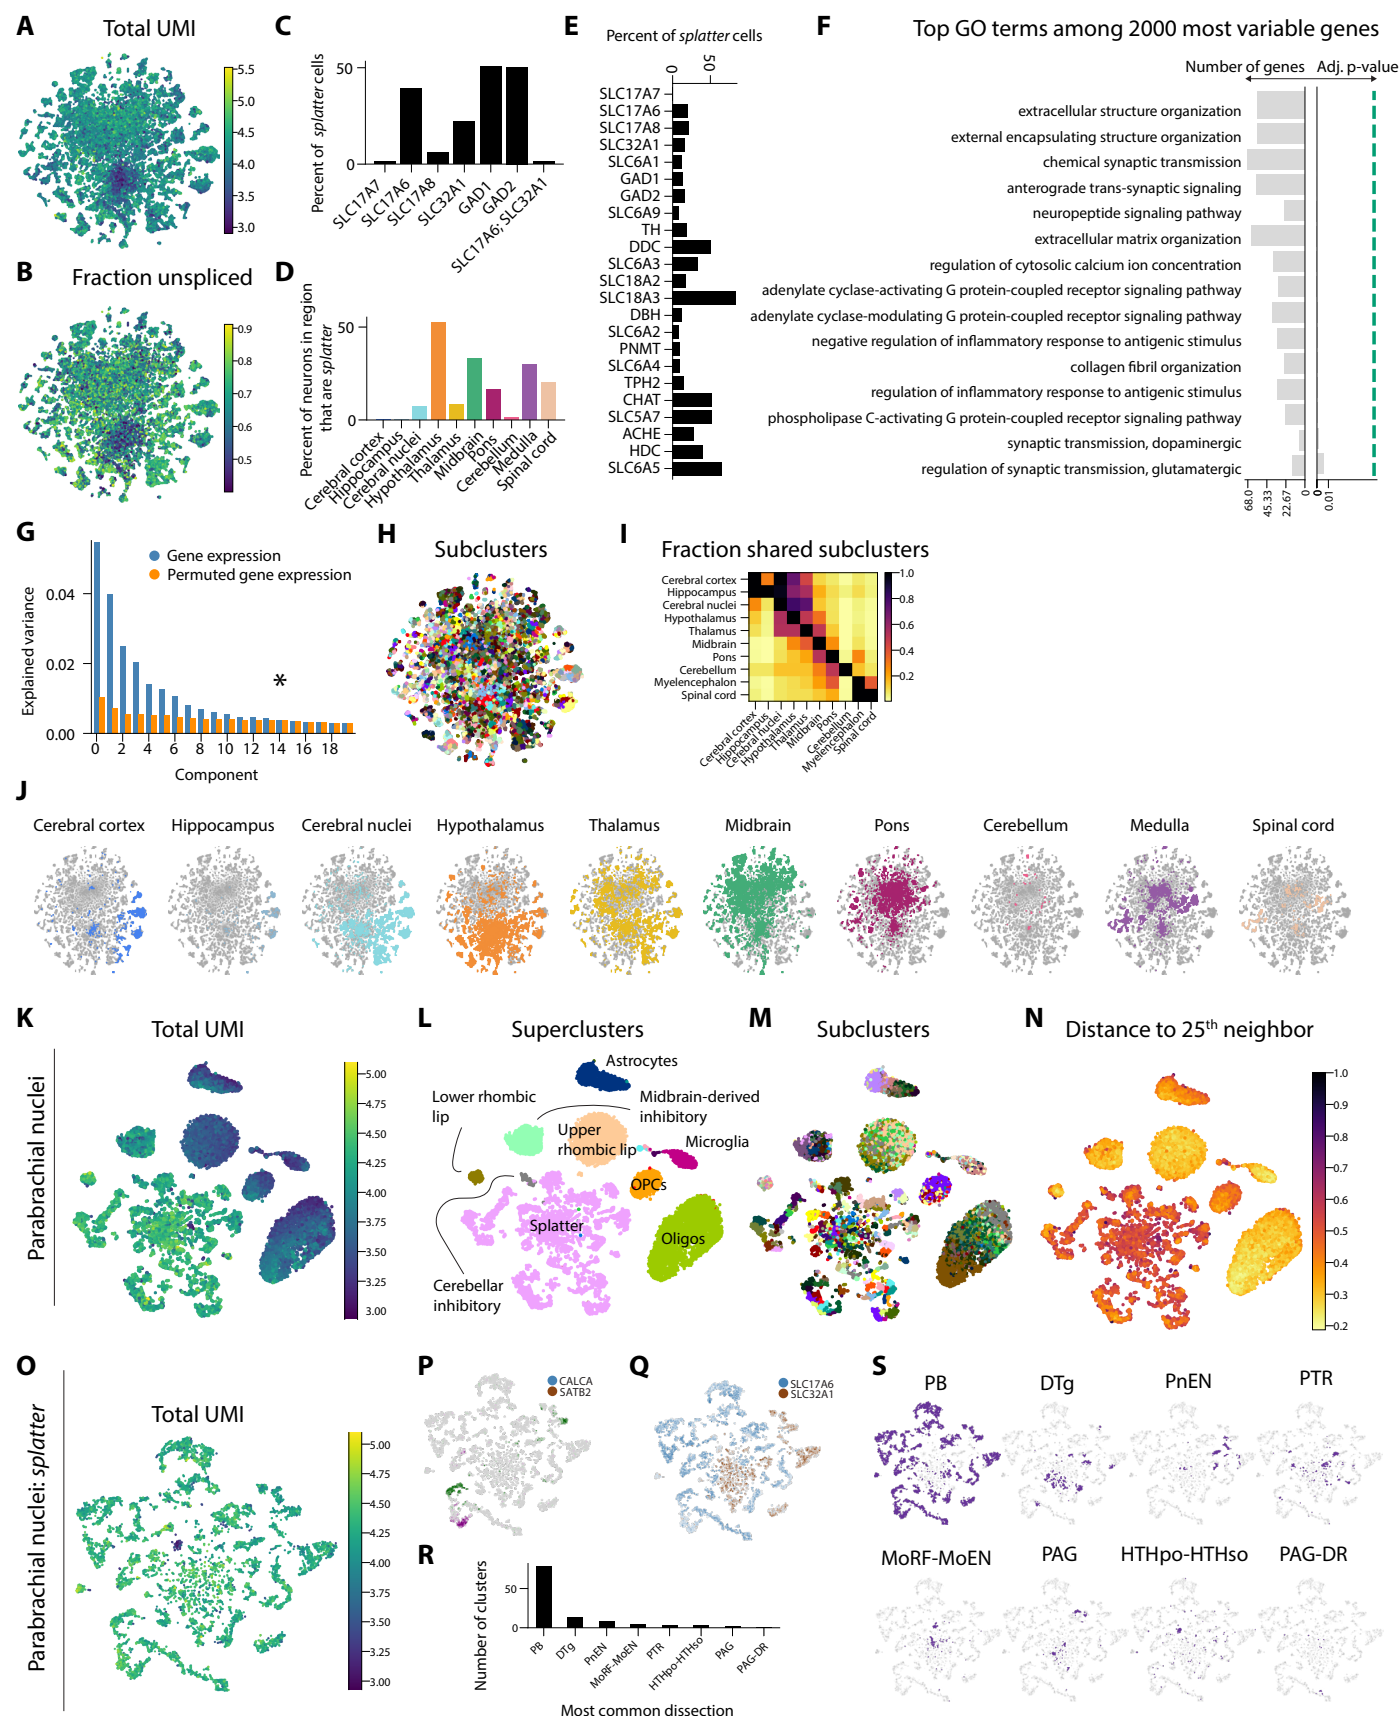 A
Total UMI
5.5
5.0
4.5
4.0
3.5
3.0
B
Fraction unspliced
0.9
0.8
0.7
0.6
0.5
C
Percent of splatter cells
50
0
SLC17A7
SLC17A6
SLC17A8
SLC32A1
GAD1
GAD2
SLC17A6; SLC32A1
D
Percent of neurons in region
that are splatter
50
0
Cerebral cortex
Hippocampus
Cerebral nuclei
Hypothalamus
Thalamus
Midbrain
Pons
Cerebellum
Medulla
Spinal cord
E
Percent of splatter cells
0
50
SLC17A7
SLC17A6
SLC17A8
SLC32A1
SLC6A1
GAD1
GAD2
SLC6A9
TH
DDC
SLC6A3
SLC18A2
SLC18A3
DBH
SLC6A2
PNMT
SLC6A4
TPH2
CHAT
SLC5A7
ACHE
HDC
SLC6A5
F
Top GO terms among 2000 most variable genes
Number of genes
Adj. p-value
extracellular structure organization
external encapsulating structure organization
chemical synaptic transmission
anterograde trans-synaptic signaling
neuropeptide signaling pathway
extracellular matrix organization
regulation of cytosolic calcium ion concentration
adenylate cyclase-activating G protein-coupled receptor signaling pathway
adenylate cyclase-modulating G protein-coupled receptor signaling pathway
negative regulation of inflammatory response to antigenic stimulus
collagen fibril organization
regulation of inflammatory response to antigenic stimulus
phospholipase C-activating G protein-coupled receptor signaling pathway
synaptic transmission, dopaminergic
regulation of synaptic transmission, glutamatergic
68.0
45.33
22.67
0
0
0.01
G
Explained variance
0.04
0.02
0.00
Gene expression
Permuted gene expression
*
0
2
4
6
8
10
12
14
16
18
Component
H
Subclusters
I
Fraction shared subclusters
Cerebral cortex
Hippocampus
Cerebral nuclei
Hypothalamus
Thalamus
Midbrain
Pons
Cerebellum
Myelencephalon
Spinal cord
Cerebral cortex
Hippocampus
Cerebral nuclei
Hypothalamus
Thalamus
Midbrain
Pons
Cerebellum
Myelencephalon
Spinal cord
1.0
0.8
0.6
0.4
0.2
J
Cerebral cortex
Hippocampus
Cerebral nuclei
Hypothalamus
Thalamus
Midbrain
Pons
Cerebellum
Medulla
Spinal cord
K
Total UMI
Parabrachial nuclei
5.00
4.75
4.50
4.25
4.00
3.75
3.50
3.25
3.00
L
Superclusters
Astrocytes
Lower rhombic
lip
Midbrain-derived
inhibitory
Upper
rhombic lip
Microglia
OPCs
Splatter
Oligos
Cerebellar
inhibitory
M
Subclusters
N
Distance to 25th neighbor
1.0
0.9
0.8
0.7
0.6
0.5
0.4
0.3
0.2
O
Total UMI
Parabrachial nuclei: splatter
5.00
4.75
4.50
4.25
4.00
3.75
3.50
3.25
3.00
P
CALCA
SATB2
Q
SLC17A6
SLC32A1
R
Number of clusters
50
0
PB
DTg
PnEN
MoRF-MoEN
PTR
HTHpo-HTHso
PAG
PAG-DR
Most common dissection
S
PB
DTg
PnEN
PTR
MoRF-MoEN
PAG
HTHpo-HTHso
PAG-DR